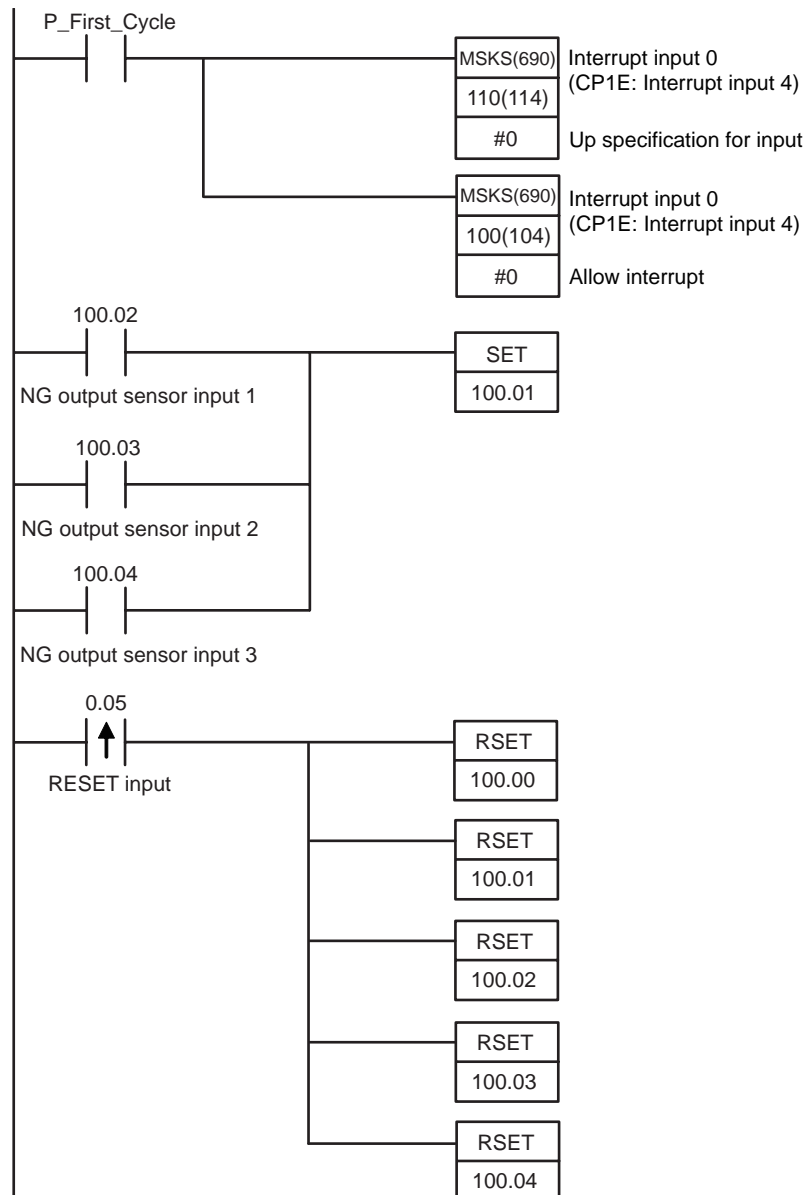 P_First_Cycle
MSKS(690)
Interrupt input 0
(CP1E: Interrupt input 4)
110(114)
#0
Up specification for input
MSKS(690)
Interrupt input 0
(CP1E: Interrupt input 4)
100(104)
#0
Allow interrupt
100.02
NG output sensor input 1
SET
100.01
100.03
NG output sensor input 2
100.04
NG output sensor input 3
0.05
RESET input
RSET
100.00
RSET
100.01
RSET
100.02
RSET
100.03
RSET
100.04